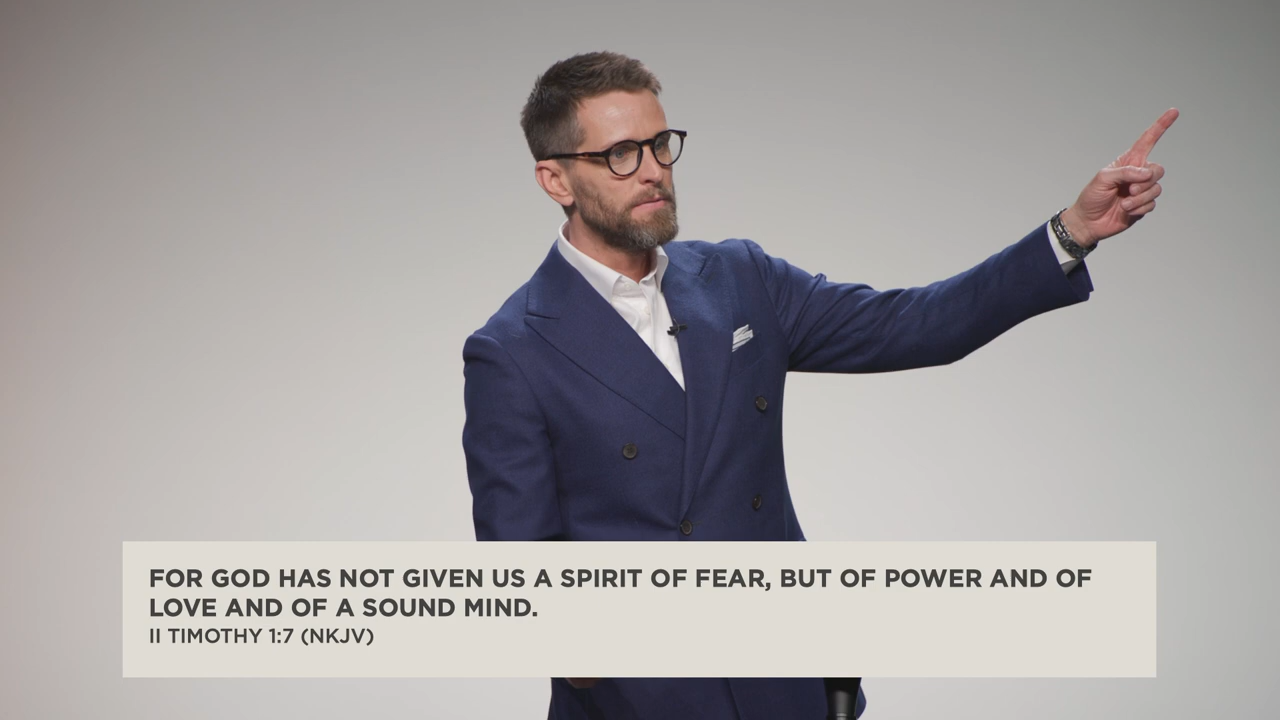 FOR GOD HAS NOT GIVEN US A SPIRIT OF FEAR, BUT OF POWER AND OF
LOVE AND OF A SOUND MIND.
II TIMOTHY 1:7 (NKJV)